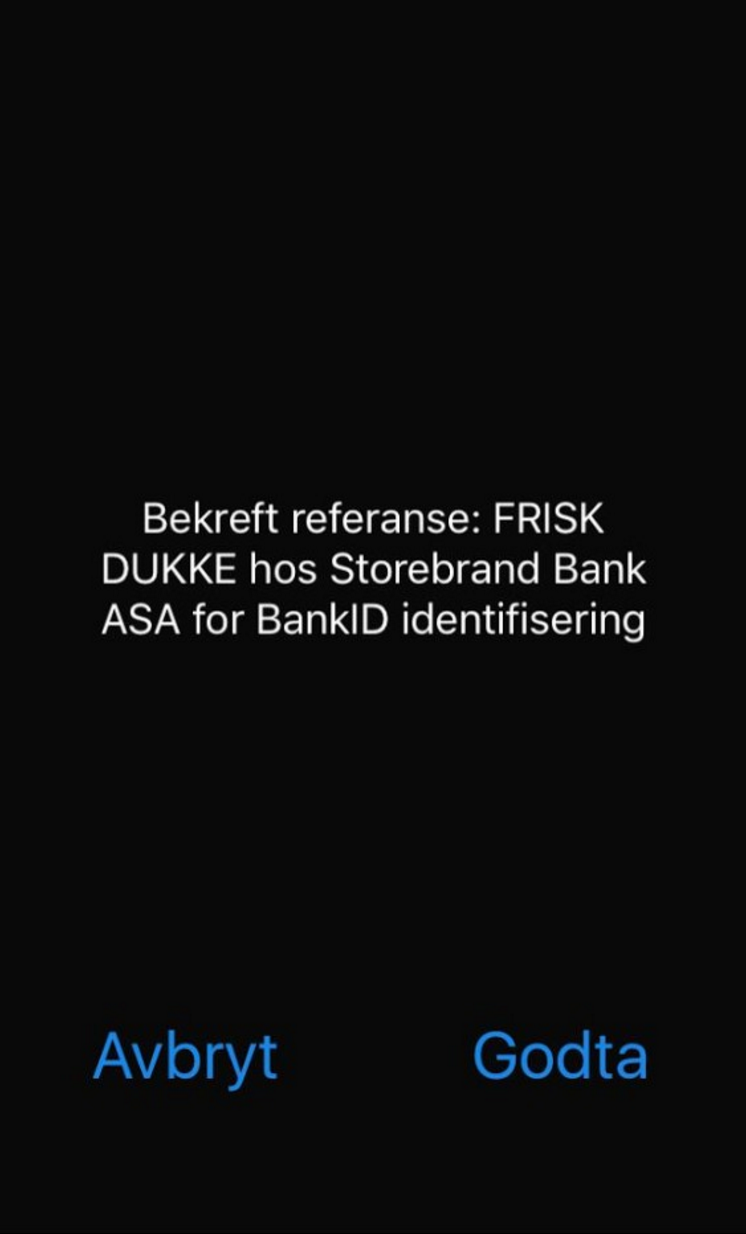 Bekreft referanse: FRISK
DUKKE hos Storebrand Bank
ASA for BankID identifisering
Avbryt
Godta